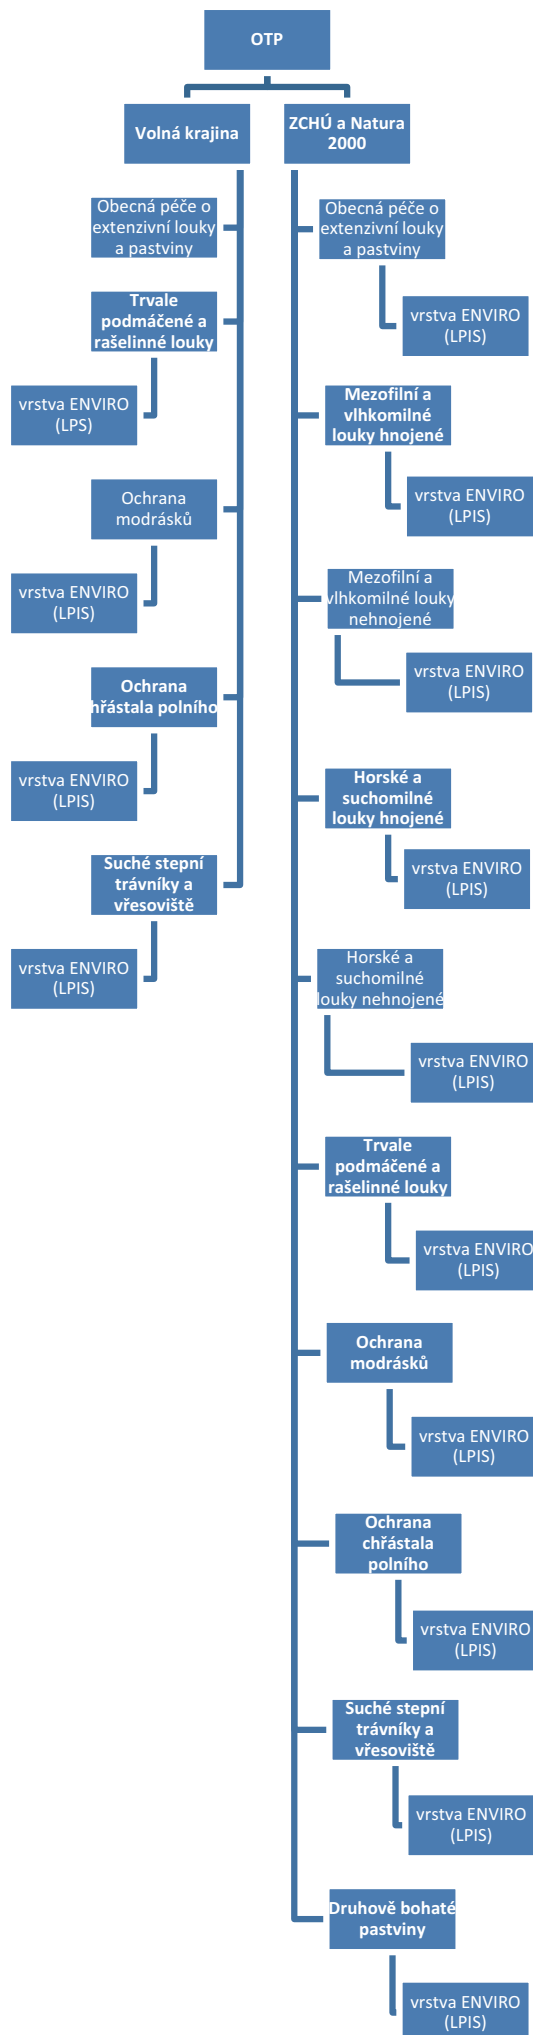 OTP
Volná krajina
Obecná péče o
extenzivní louky
a pastviny
Trvale
podmáčené a
rašelinné louky
vrstva ENVIRO
(LPS)
Ochrana
modrásků
vrstva ENVIRO
(LPIS)
Ochrana
hřástala polního
vrstva ENVIRO
(LPIS)
Suché stepní
trávníky a
vřesoviště
vrstva ENVIRO
(LPIS)
ZCHÚ a Natura
2000
Obecná péče o
extenzivní louky
a pastviny
vrstva ENVIRO
(LPIS)
Mezofilní a
vlhkomilné
louky hnojené
vrstva ENVIRO
(LPIS)
Mezofilní a
vlhkomilné louky
nehnojené
vrstva ENVIRO
(LPIS)
Horské a
suchomilné
louky hnojené
vrstva ENVIRO
(LPIS)
Horské a
suchomilné
louky nehnojené
vrstva ENVIRO
(LPIS)
Trvale
podmáčené a
rašelinné louky
vrstva ENVIRO
(LPIS)
Ochrana
modrásků
vrstva ENVIRO
(LPIS)
Ochrana
chřástala
polního
vrstva ENVIRO
(LPIS)
Suché stepní
trávníky a
vřesoviště
vrstva ENVIRO
(LPIS)
Druhově bohaté
pastviny
vrstva ENVIRO
(LPIS)